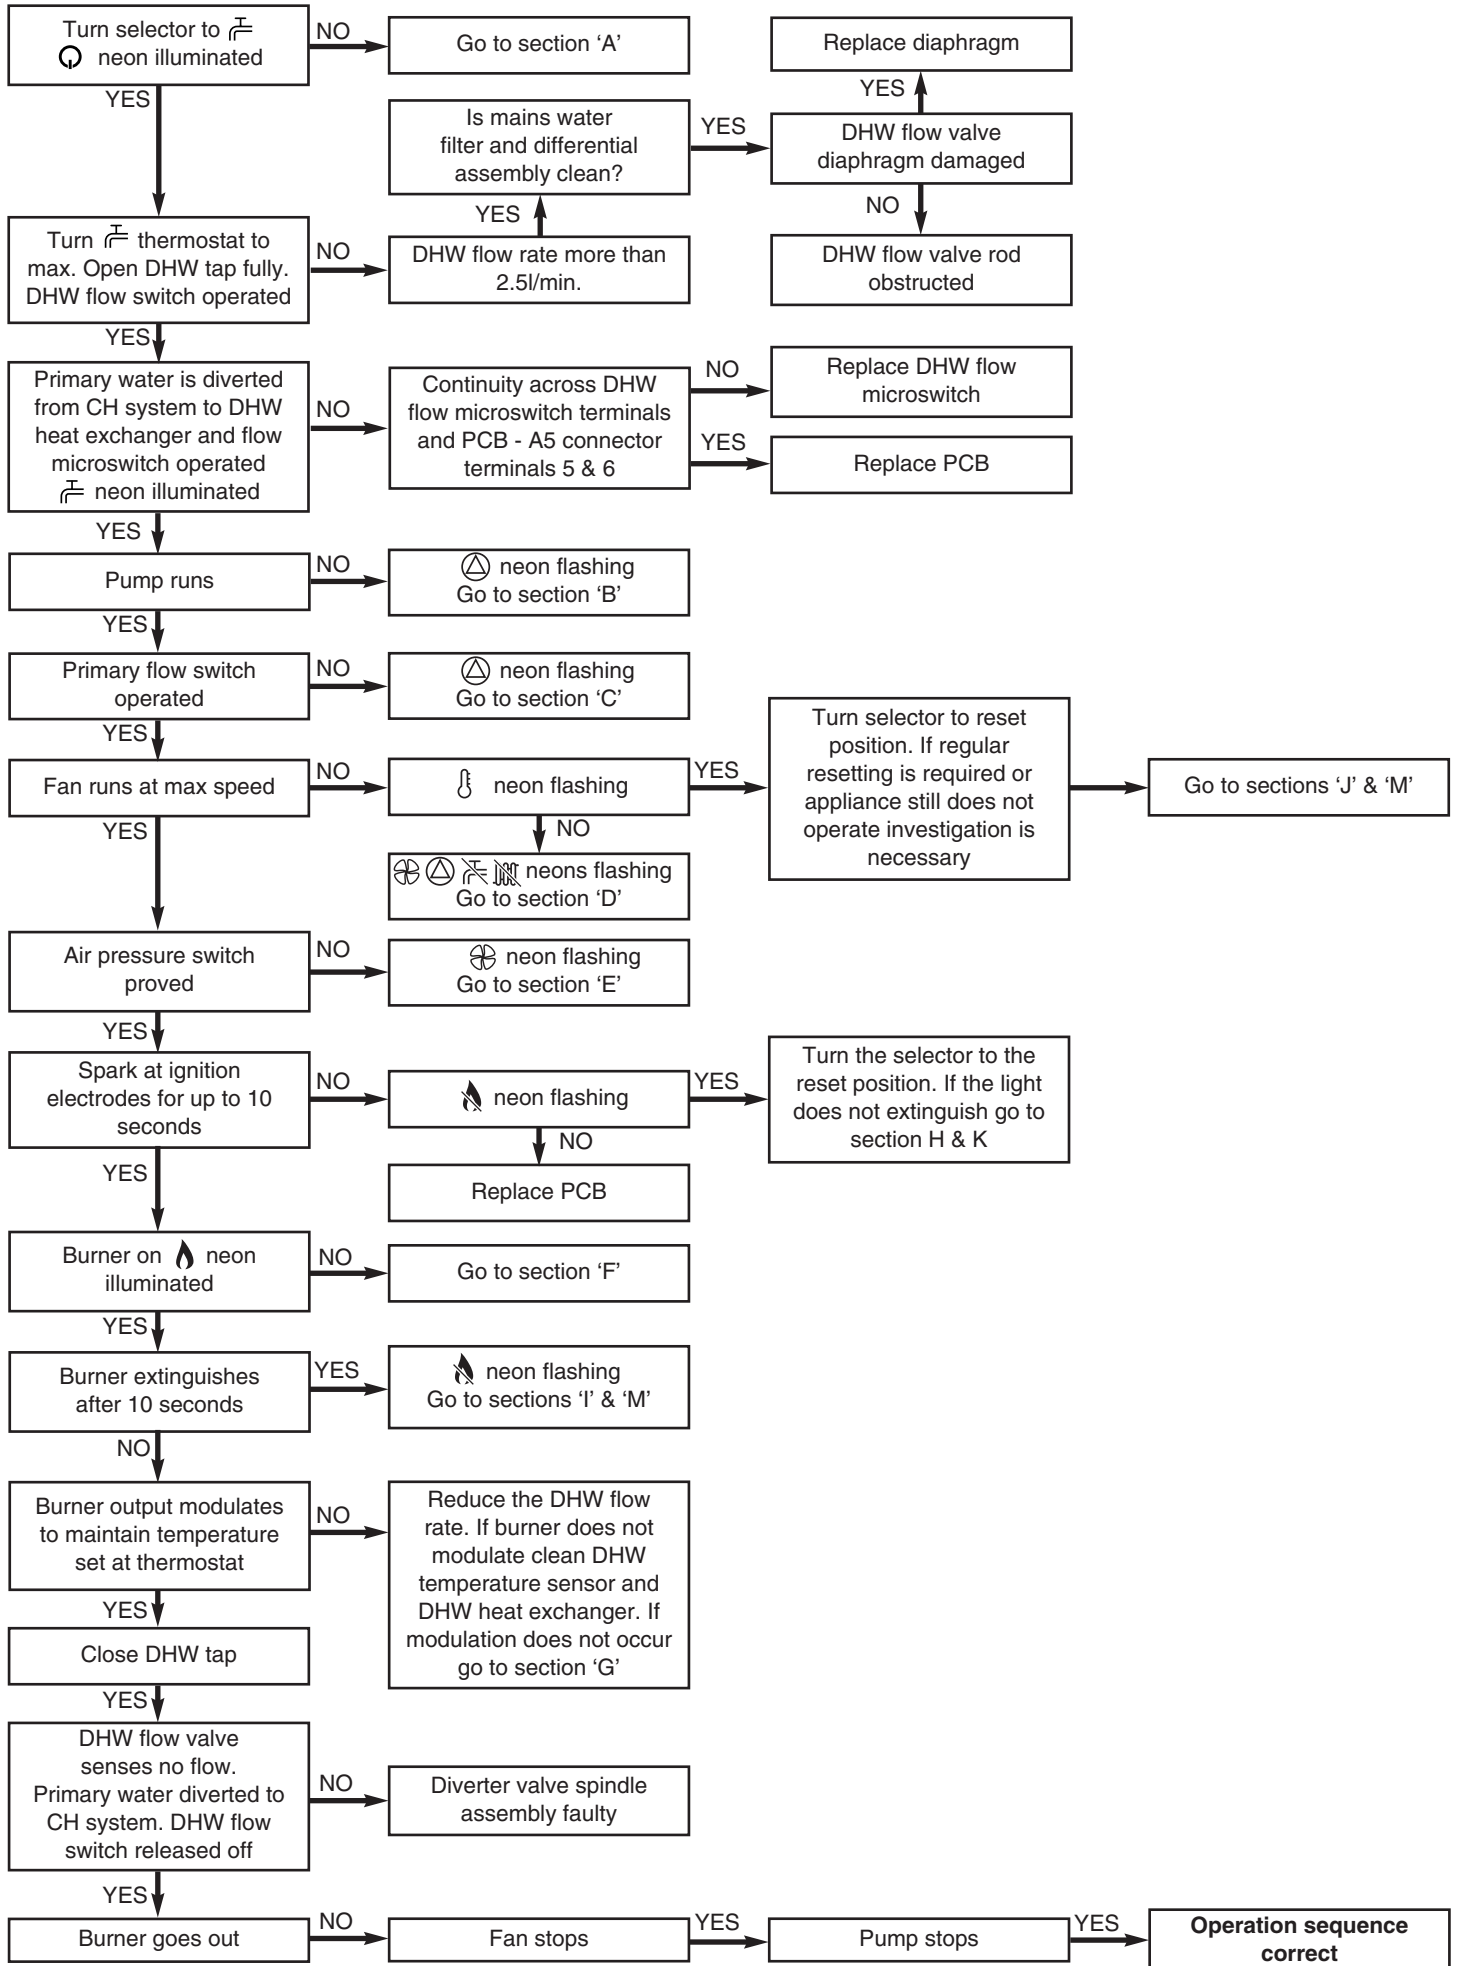 Turn selector to
neon illuminated
NO
Go to section ‘A’
Replace diaphragm
YES
YES
Is mains water
filter and differential
assembly clean?
YES
DHW flow valve
diaphragm damaged
YES
NO
Turn thermostat to
max. Open DHW tap fully.
DHW flow switch operated
NO
DHW flow rate more than
2.5l/min.
DHW flow valve rod
obstructed
YES
Primary water is diverted
from CH system to DHW
heat exchanger and flow
microswitch operated
neon illuminated
NO
Continuity across DHW
flow microswitch terminals
and PCB - A5 connector
terminals 5 & 6
NO
Replace DHW flow
microswitch
YES
Replace PCB
YES
Pump runs
NO
neon flashing
Go to section ‘B’
YES
Primary flow switch
operated
NO
neon flashing
Go to section ‘C’
YES
Fan runs at max speed
NO
neon flashing
YES
Turn selector to reset
position. If regular
resetting is required or
appliance still does not
operate investigation is
necessary
Go to sections ‘J’ & ‘M’
YES
NO
neons flashing
Go to section ‘D’
Air pressure switch
proved
NO
neon flashing
Go to section ‘E’
YES
Spark at ignition
electrodes for up to 10
seconds
NO
neon flashing
YES
Turn the selector to the
reset position. If the light
does not extinguish go to
section H & K
NO
Replace PCB
YES
Burner on neon
illuminated
NO
Go to section ‘F’
YES
Burner extinguishes
after 10 seconds
YES
neon flashing
Go to sections ‘I’ & ‘M’
NO
Burner output modulates
to maintain temperature
set at thermostat
NO
Reduce the DHW flow
rate. If burner does not
modulate clean DHW
temperature sensor and
DHW heat exchanger. If
modulation does not occur
go to section ‘G’
YES
Close DHW tap
YES
DHW flow valve
senses no flow.
Primary water diverted to
CH system. DHW flow
switch released off
NO
Diverter valve spindle
assembly faulty
YES
Burner goes out
NO
Fan stops
YES
Pump stops
YES
Operation sequence
correct